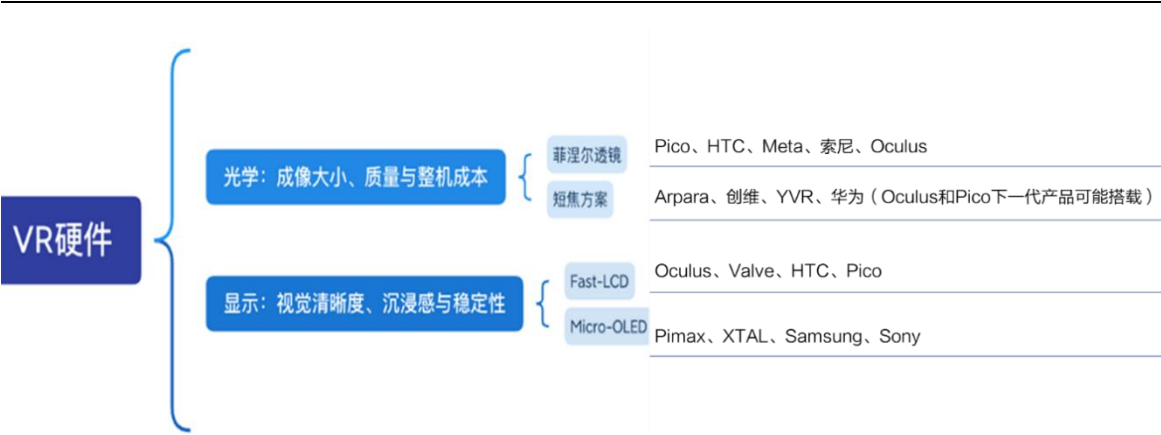 VR硬件
光学：成像大小、质量与整机成本
菲涅尔透镜
Pico、HTC、Meta、索尼、Oculus
短焦方案
Arpara、创维、YVR、华为（Oculus和Pico下一代产品可能搭载）
显示：视觉清晰度、沉浸感与稳定性
Fast-LCD
Oculus、Valve、HTC、Pico
Micro-OLED
Pimax、XTAL、Samsung、Sony